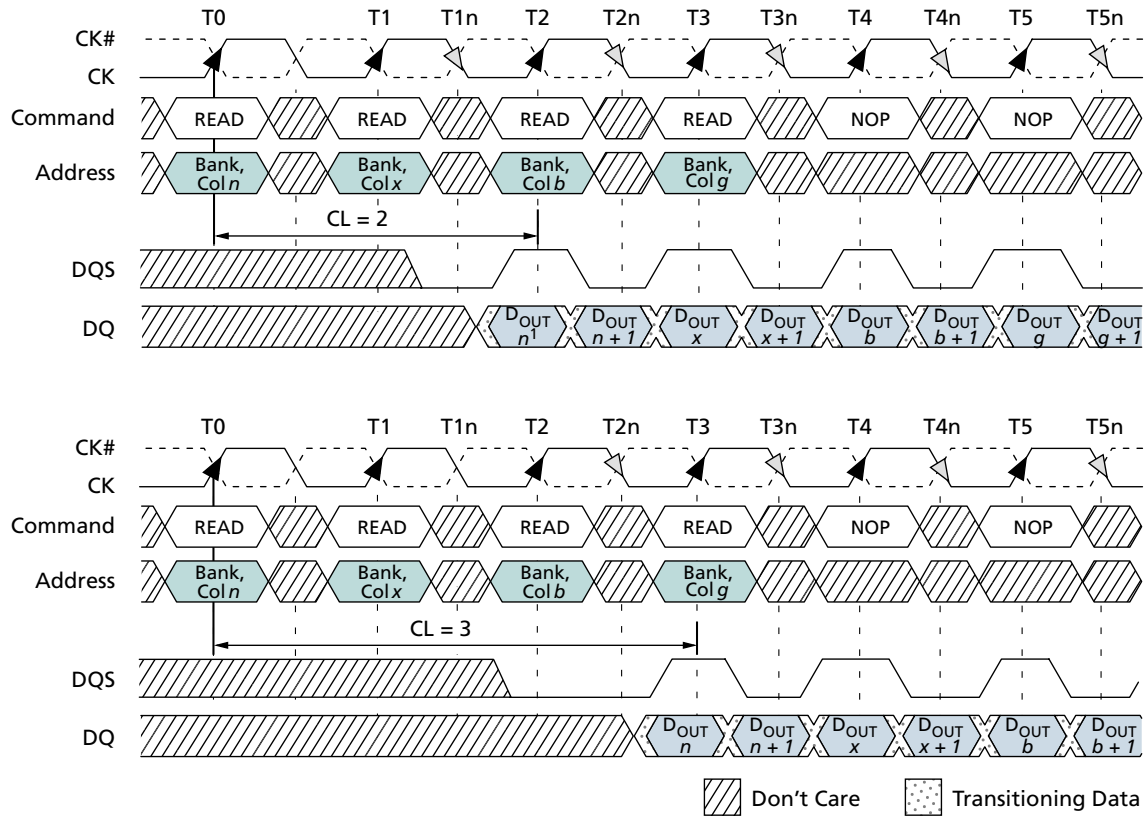 T0 T1 T1n T2 T2n T3 T3n T4 T4n T5 T5n
CK#
CK
Command READ READ READ READ NOP NOP
Address Bank, Col n Bank, Col x Bank, Col b Bank, Col g
CL = 2
DQS
DQ DOUT n1 DOUT n + 1 DOUT x DOUT x + 1 DOUT b DOUT b + 1 DOUT g DOUT g + 1
T0 T1 T1n T2 T2n T3 T3n T4 T4n T5 T5n
CK#
CK
Command READ READ READ READ NOP NOP
Address Bank, Col n Bank, Col x Bank, Col b Bank, Col g
CL = 3
DQS
DQ DOUT n DOUT n + 1 DOUT x DOUT x + 1 DOUT b DOUT b + 1
Don't Care Transitioning Data